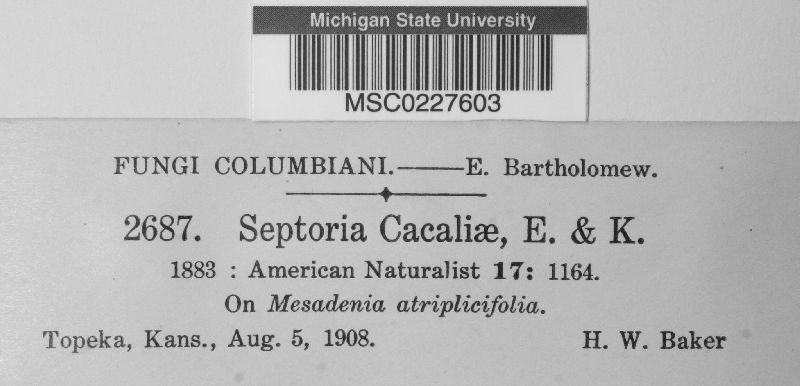 Michigan State University
MSC0227603
FUNGI COLUMBIANI.——E. Bartholomew.
2687. Septoria Cacaliæ, E. & K.
1883 : American Naturalist 17: 1164.
On Mesadenia atriplicifolia.
Topeka, Kans., Aug. 5, 1908. H. W. Baker